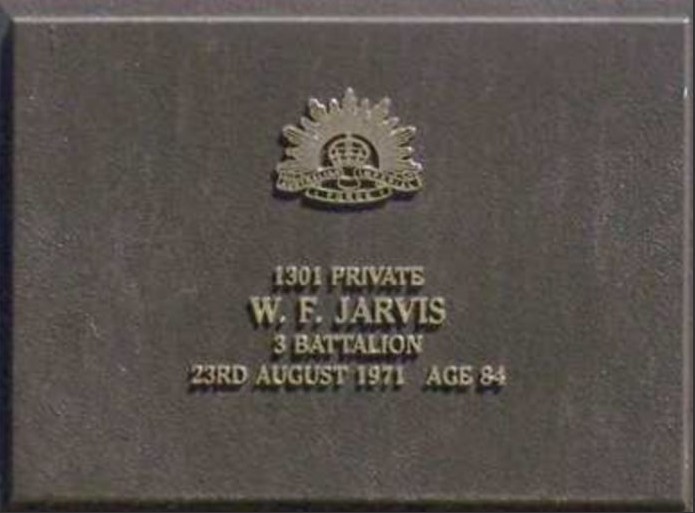 1301 PRIVATE
W. F. JARVIS
3 BATTALION
23RD AUGUST 1971 AGE 84